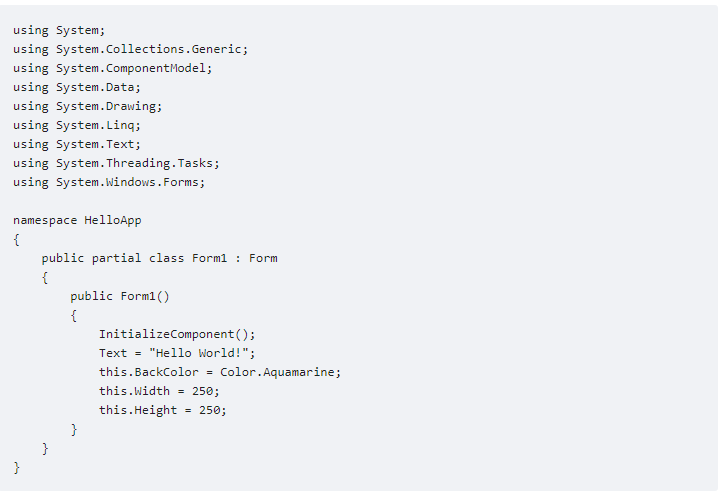 using System;
using System.Collections.Generic;
using System.ComponentModel;
using System.Data;
using System.Drawing;
using System.Linq;
using System.Text;
using System.Threading.Tasks;
using System.Windows.Forms;

namespace HelloApp
{
    public partial class Form1 : Form
    {
        public Form1()
        {
            InitializeComponent();
            Text = "Hello World!";
            this.BackColor = Color.Aquamarine;
            this.Width = 250;
            this.Height = 250;
        }
    }
}